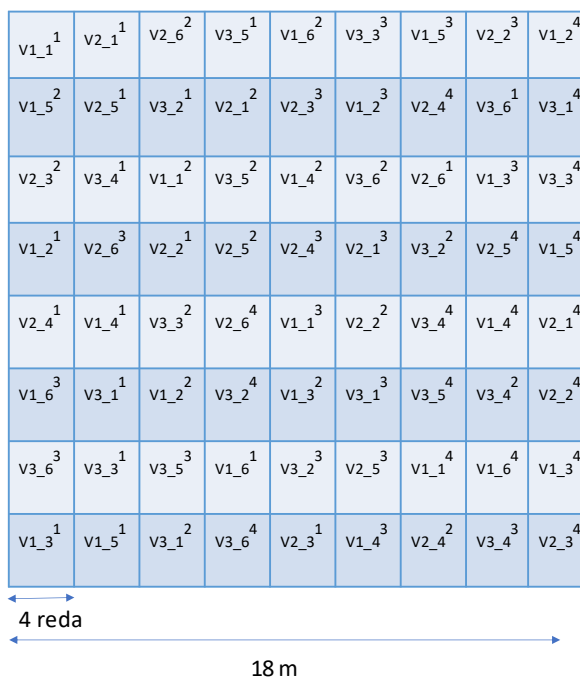 V1_1¹ V2_1¹ V2_6² V3_5¹ V1_6² V3_3³ V1_5³ V2_2³ V1_2⁴
V1_5² V2_5¹ V3_2¹ V2_1² V2_3³ V1_2³ V2_4⁴ V3_6¹ V3_1⁴
V2_3² V3_4¹ V1_1² V3_5² V1_4² V3_6² V2_6¹ V1_3³ V3_3⁴
V1_2¹ V2_6³ V2_2¹ V2_5² V2_4³ V2_1³ V3_2² V2_5⁴ V1_5⁴
V2_4¹ V1_4¹ V3_3² V2_6⁴ V1_1³ V2_2² V3_4⁴ V1_4⁴ V2_1⁴
V1_6³ V3_1¹ V1_2² V3_2⁴ V1_3² V3_1³ V3_5⁴ V3_4² V2_2⁴
V3_6³ V3_3¹ V3_5³ V1_6¹ V3_2³ V2_5³ V1_1⁴ V1_6⁴ V1_3⁴
V1_3¹ V1_5¹ V3_1² V3_6⁴ V2_3¹ V1_4³ V2_4² V3_4³ V2_3⁴
4 reda
18 m